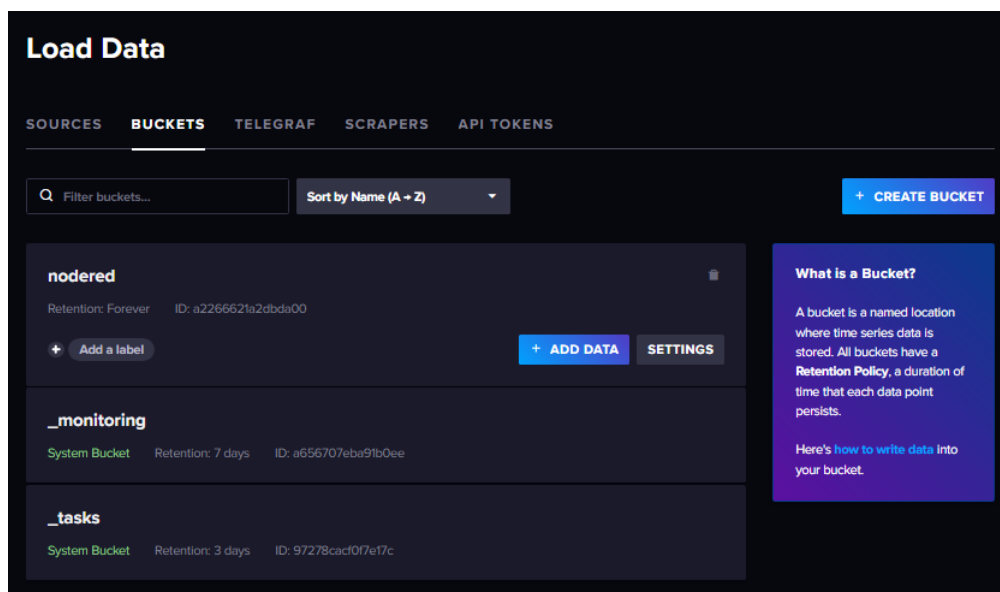 Load Data
SOURCES BUCKETS TELEGRAF SCRAPERS API TOKENS
Filter buckets...
Sort by Name (A → Z)
+ CREATE BUCKET
nodered
Retention: Forever ID: a2266621a2dbda00
+ Add a label
+ ADD DATA SETTINGS
_monitoring
System Bucket Retention: 7 days ID: a656707eba91b0ee
_tasks
System Bucket Retention: 3 days ID: 97278cacf0f7e17c
What is a Bucket?
A bucket is a named location
where time series data is
stored. All buckets have a
Retention Policy, a duration of
time that each data point
persists.
Here's how to write data into
your bucket.